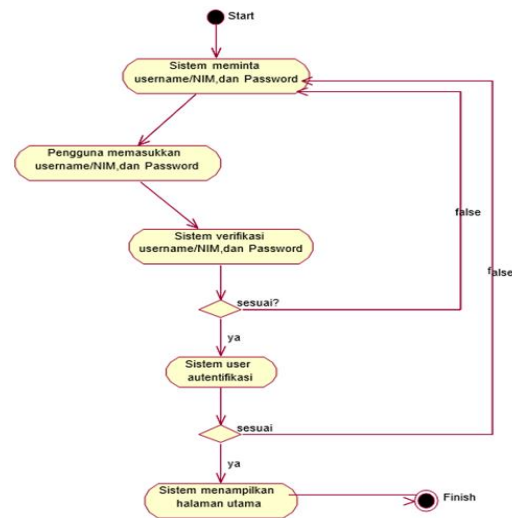 Start
Sistem meminta
username/NIM,dan Password
Pengguna memasukkan
username/NIM,dan Password
false
Sistem verifikasi
username/NIM,dan Password
false
sesuai?
ya
Sistem user
autentifikasi
sesuai
ya
Sistem menampilkan
halaman utama
Finish